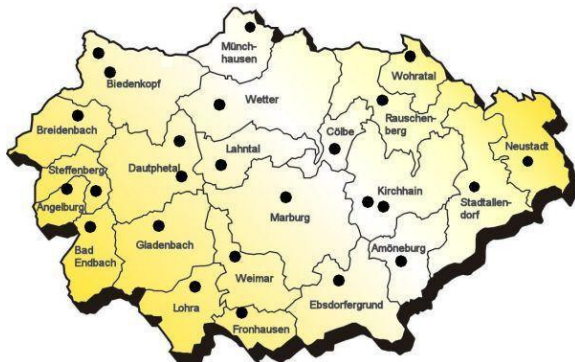 Münch-
hausen
Wohratal
Biedenkopf
Wetter
Rauschen-
berg
Breidenbach
Cölbe
Lahntal
Neustadt
Steffenberg
Dautphetal
Kirchhain
Angelburg
Stadtallen-
dorf
Marburg
Gladenbach
Amöneburg
Bad
Endbach
Weimar
Lohra
Ebsdorfergrund
Fronhausen